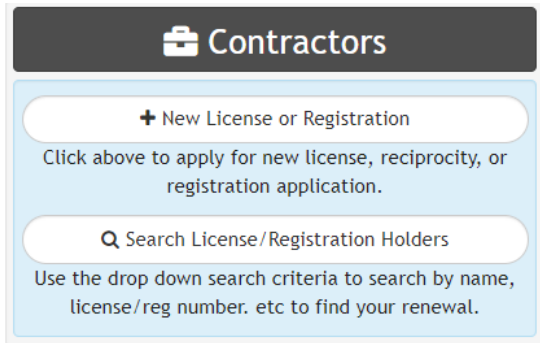 Contractors
New License or Registration
Click above to apply for new license, reciprocity, or
registration application.
Search License/Registration Holders
Use the drop down search criteria to search by name,
license/reg number. etc to find your renewal.